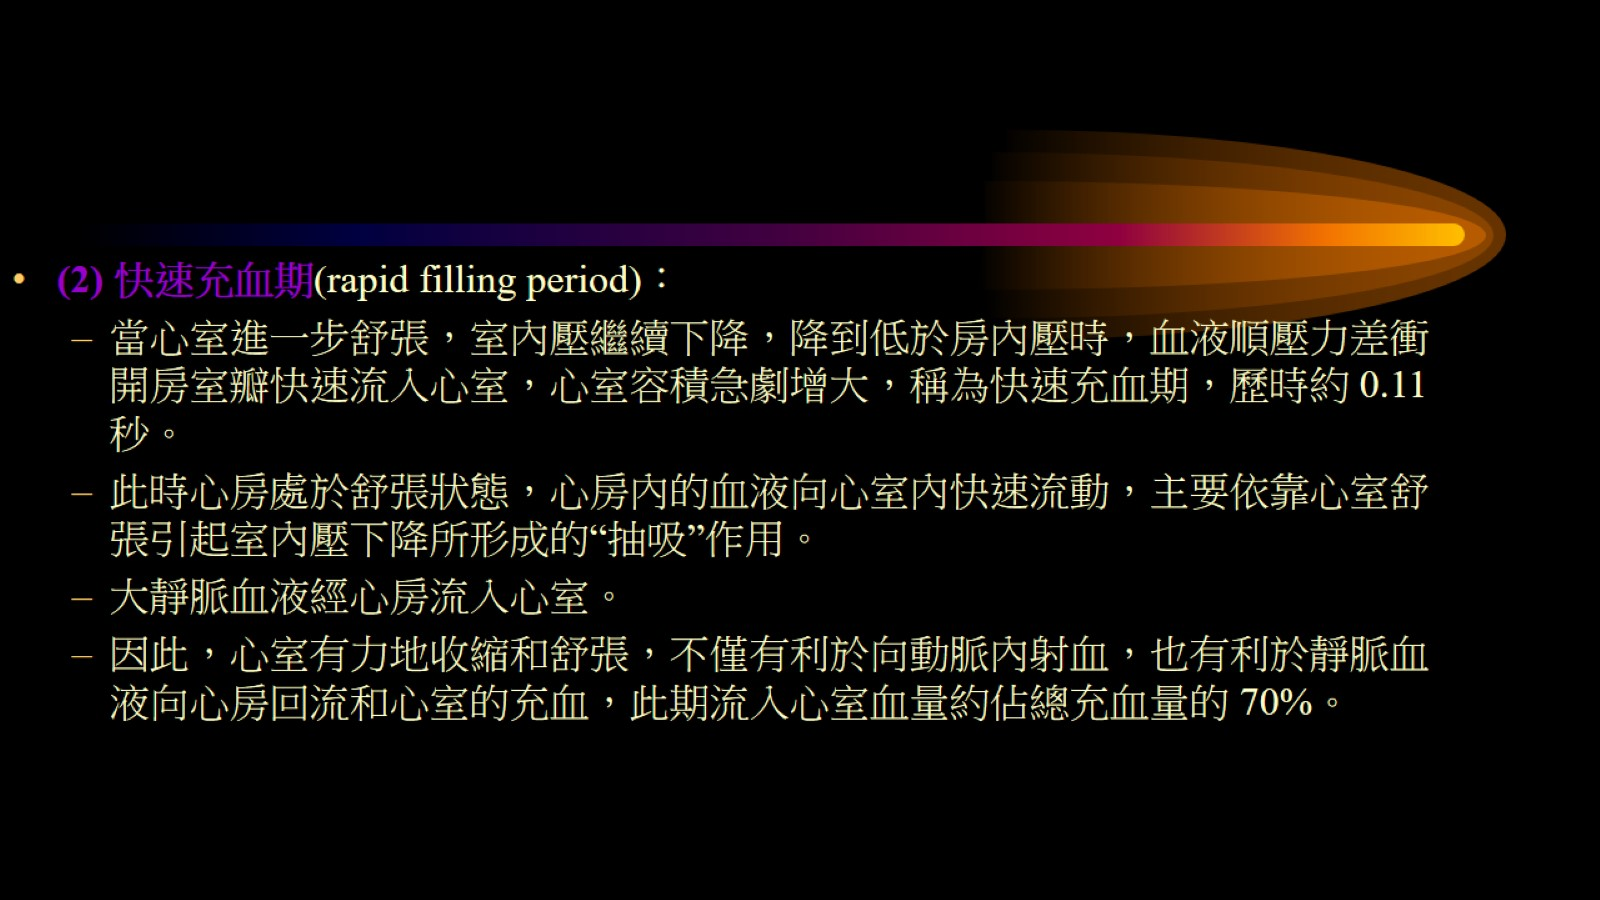 • (2) 快速充血期(rapid filling period)：
– 當心室進一步舒張，室內壓繼續下降，降到低於房內壓時，血液順壓力差衝
開房室瓣快速流入心室，心室容積急劇增大，稱為快速充血期，歷時約 0.11
秒。
– 此時心房處於舒張狀態，心房內的血液向心室內快速流動，主要依靠心室舒
張引起室內壓下降所形成的“抽吸”作用。
– 大靜脈血液經心房流入心室。
– 因此，心室有力地收縮和舒張，不僅有利於向動脈內射血，也有利於靜脈血
液向心房回流和心室的充血，此期流入心室血量約佔總充血量的 70%。